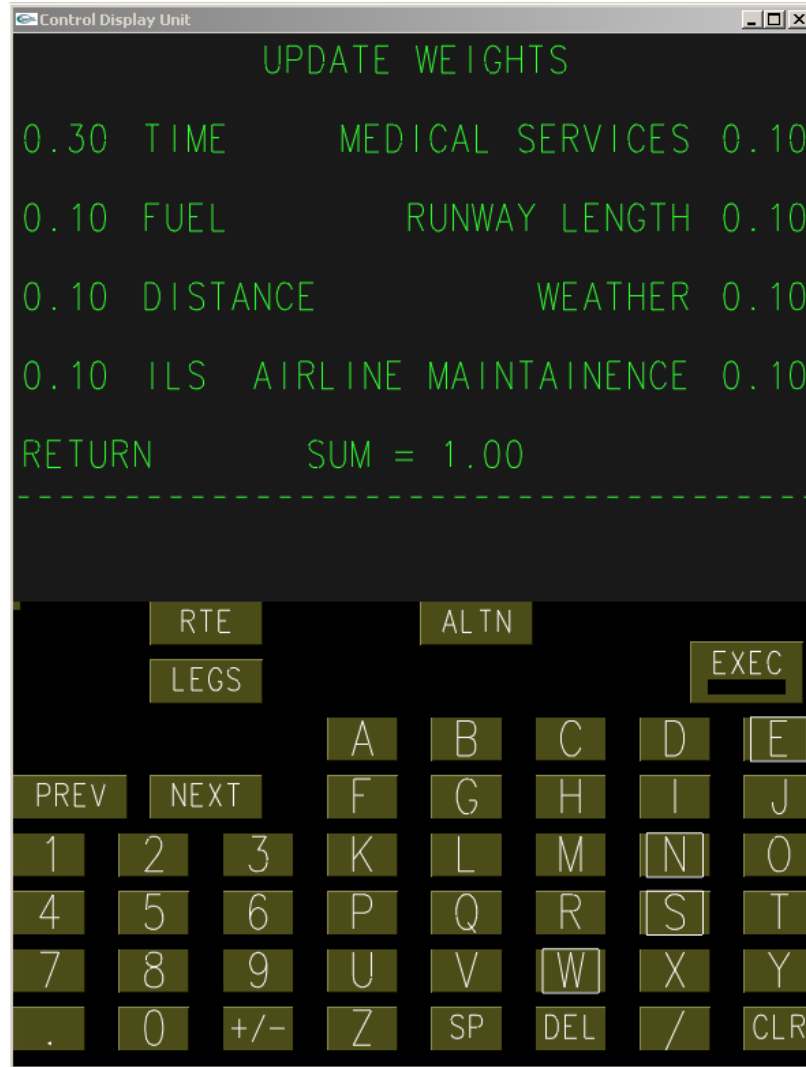 Control Display Unit
UPDATE WEIGHTS
0.30 TIME MEDICAL SERVICES 0.10
0.10 FUEL RUNWAY LENGTH 0.10
0.10 DISTANCE WEATHER 0.10
0.10 ILS AIRLINE MAINTAINENCE 0.10
RETURN SUM = 1.00
RTE ALTN
LEGS EXEC
A B C D E
PREV NEXT F G H I J
1 2 3 K L M N O
4 5 6 P Q R S T
7 8 9 U V W X Y
. 0 +/- Z SP DEL / CLR